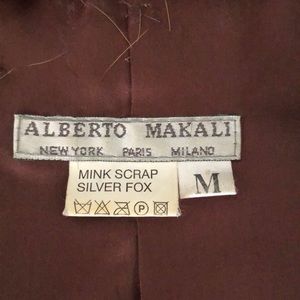 ALBERTO MAKALI
NEW YORK PARIS MILANO
MINK SCRAP
SILVER FOX
M
P